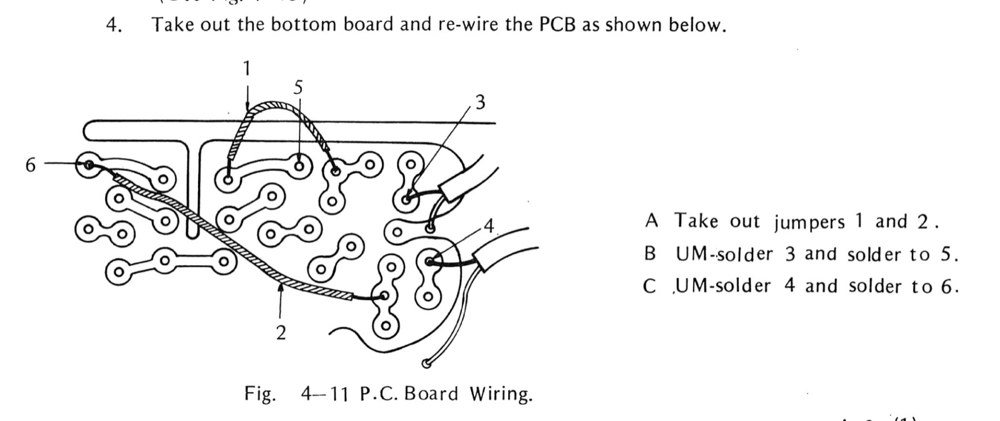 4. Take out the bottom board and re-wire the PCB as shown below.
1
5
3
6
4
2
A Take out jumpers 1 and 2.
B UM-solder 3 and solder to 5.
C UM-solder 4 and solder to 6.
Fig. 4–11 P.C. Board Wiring.